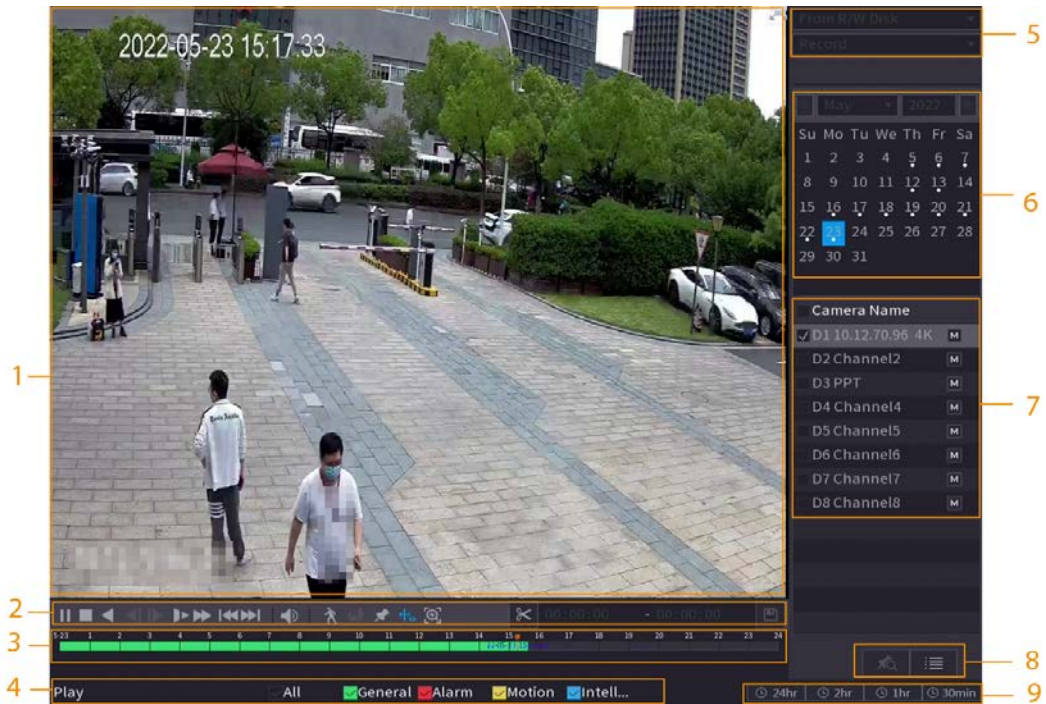 2022-05-23 15:17:33
1
2
3
4
5
6
7
8
9
From R/W Disk
Record
May 2022
Su Mo Tu We Th Fr Sa
1 2 3 4 5 6 7
8 9 10 11 12 13 14
15 16 17 18 19 20 21
22 23 24 25 26 27 28
29 30 31
Camera Name
D1 10.12.70.96 4K M
D2 Channel2 M
D3 PPT M
D4 Channel4 M
D5 Channel5 M
D6 Channel6 M
D7 Channel7 M
D8 Channel8 M
00:00:00 - 00:00:00
5-23 1 2 3 4 5 6 7 8 9 10 11 12 13 14 15 16 17 18 19 20 21 22 23 24
Play All General Alarm Motion Intell...
24hr 2hr 1hr 30min